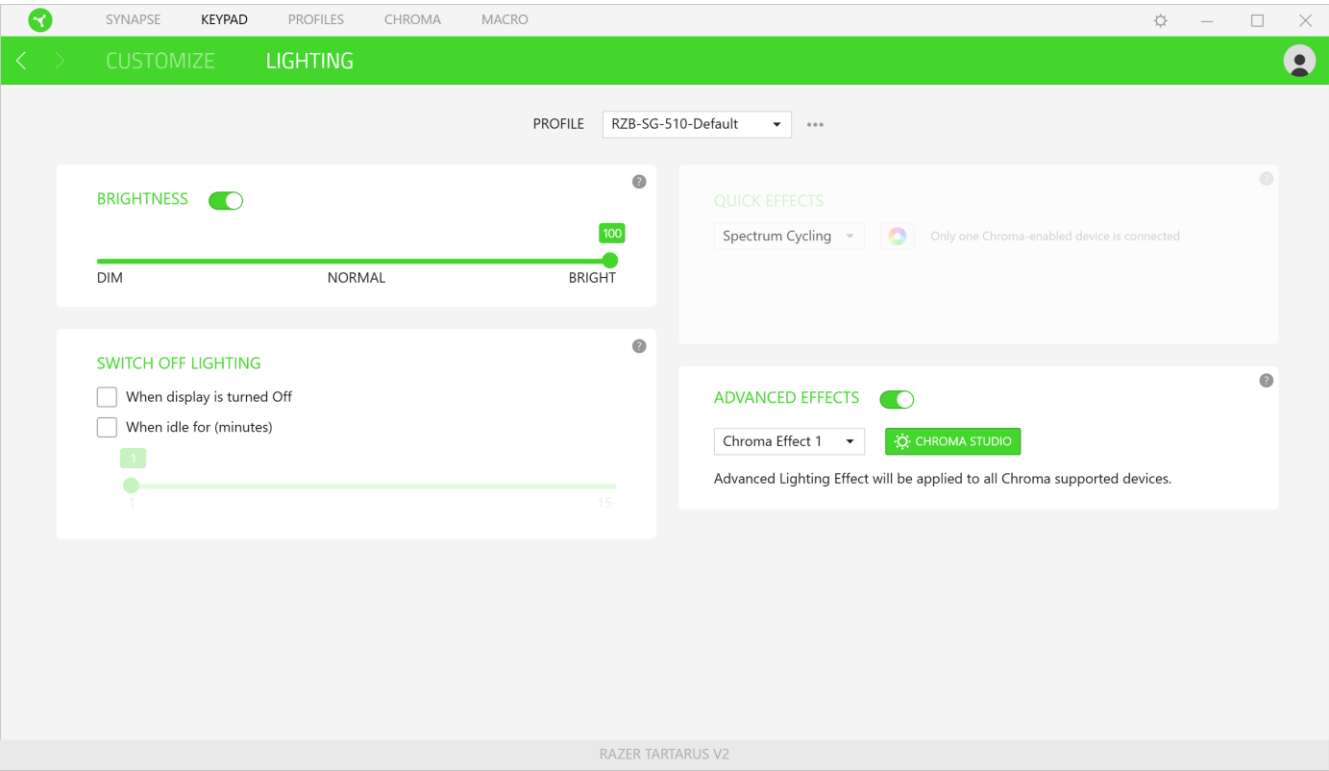 SYNAPSE KEYPAD PROFILES CHROMA MACRO
CUSTOMIZE LIGHTING
PROFILE RZB-SG-510-Default
BRIGHTNESS
100
DIM NORMAL BRIGHT
SWITCH OFF LIGHTING
When display is turned Off
When idle for (minutes)
1
1 15
QUICK EFFECTS
Spectrum Cycling Only one Chroma-enabled device is connected
ADVANCED EFFECTS
Chroma Effect 1 CHROMA STUDIO
Advanced Lighting Effect will be applied to all Chroma supported devices.
RAZER TARTARUS V2